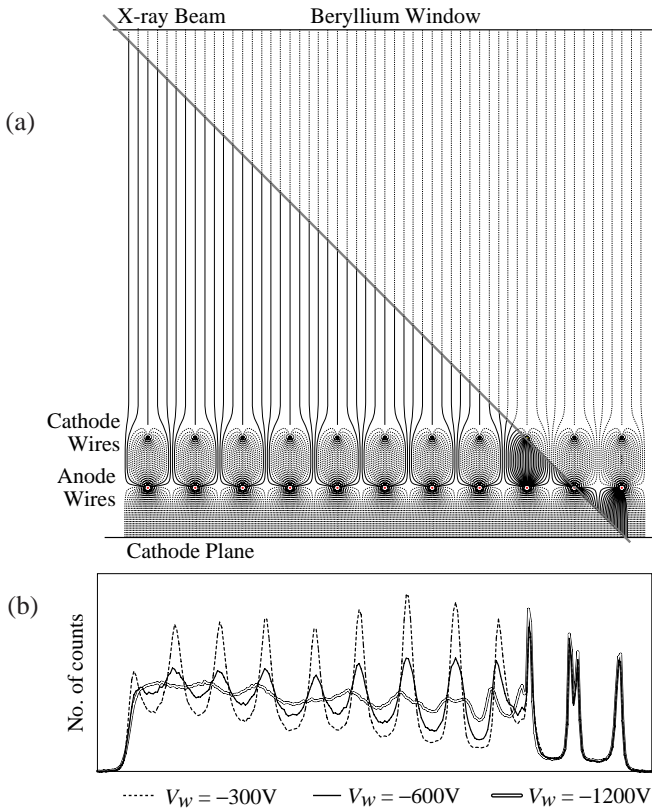 X-ray Beam Beryllium Window
(a)
Cathode
Wires
Anode
Wires
Cathode Plane
(b)
No. of counts
V_W = −300V V_W = −600V V_W = −1200V